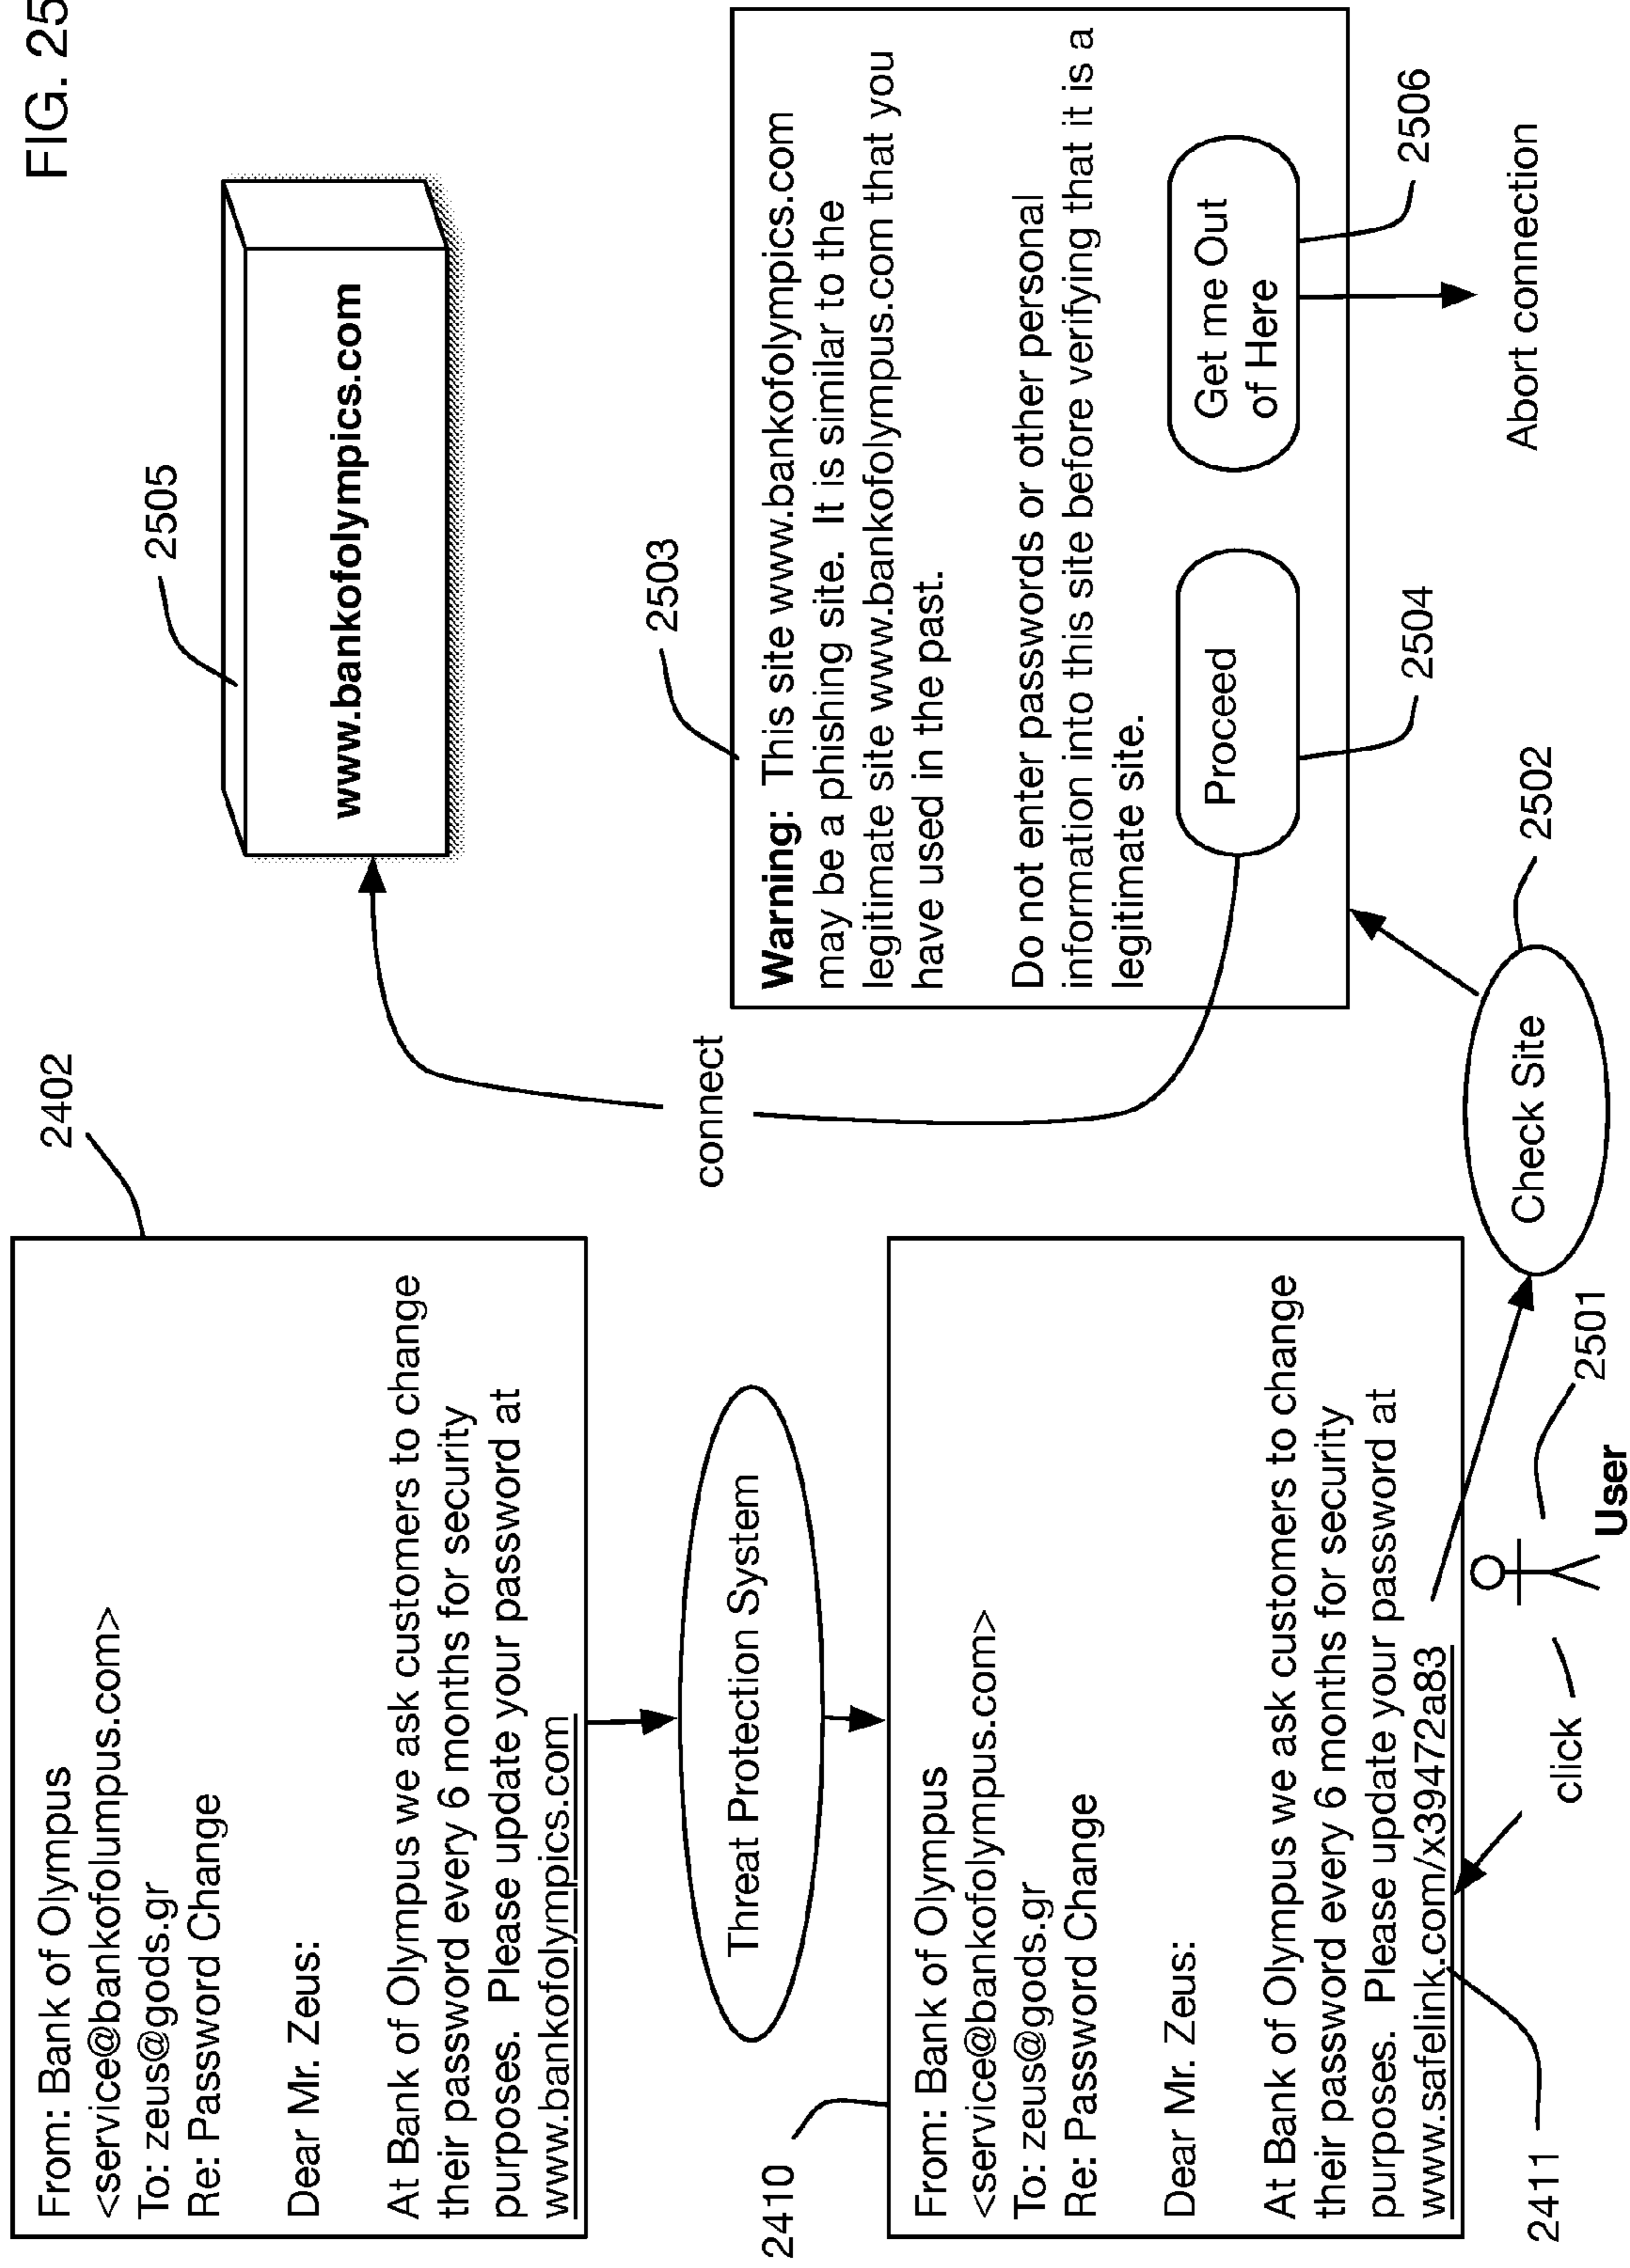 FIG. 25
2402
From: Bank of Olympus
<service@bankofolumpus.com>
To: zeus@gods.gr
Re: Password Change
Dear Mr. Zeus:
At Bank of Olympus we ask customers to change
their password every 6 months for security
purposes.  Please update your password at
www.bankofolympics.com
Threat Protection System
2410
From: Bank of Olympus
<service@bankofolympus.com>
To: zeus@gods.gr
Re: Password Change
Dear Mr. Zeus:
At Bank of Olympus we ask customers to change
their password every 6 months for security
purposes.  Please update your password at
www.safelink.com/x39472a83
2411
click
User
2501
Check Site
2502
2505
www.bankofolympics.com
connect
2503
Warning:  This site www.bankofolympics.com
may be a phishing site.  It is similar to the
legitimate site www.bankofolympus.com that you
have used in the past.
Do not enter passwords or other personal
information into this site before verifying that it is a
legitimate site.
Proceed
2504
Get me Out
of Here
2506
Abort connection